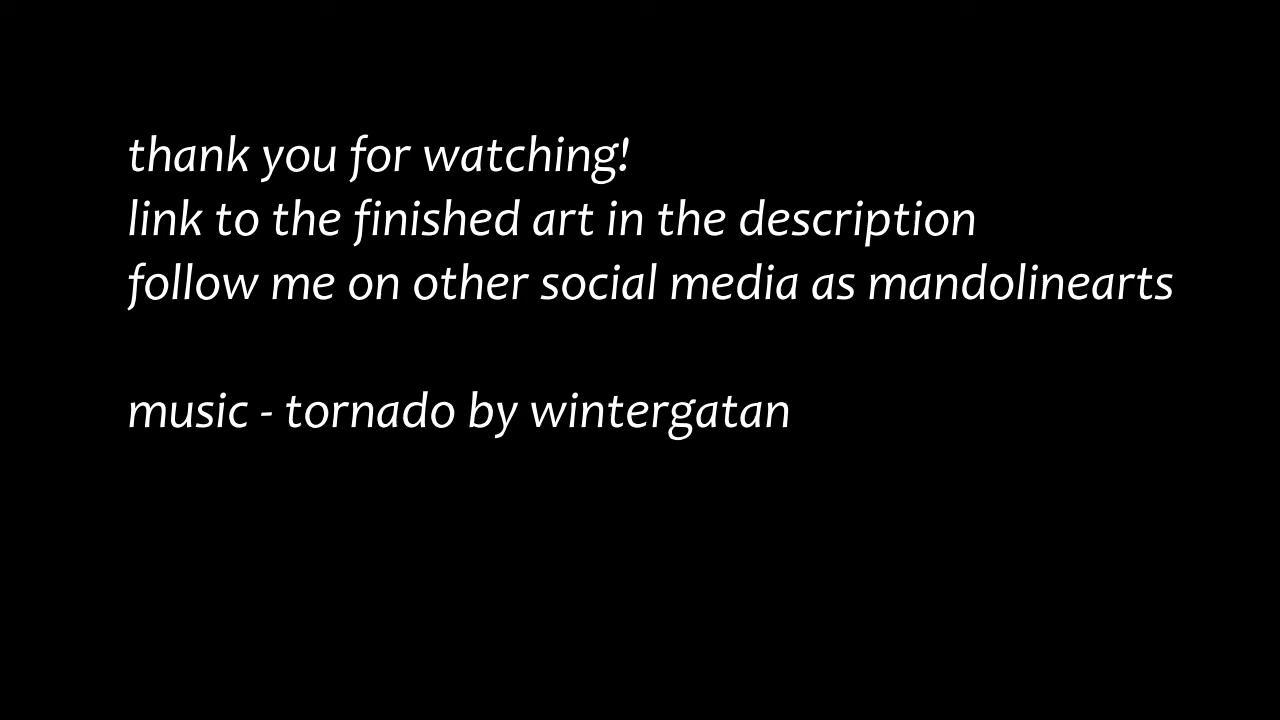 thank you for watching!
link to the finished art in the description
follow me on other social media as mandolinearts
music - tornado by wintergatan